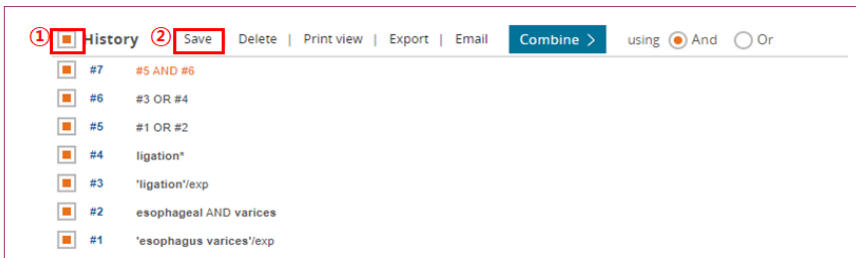 ① History ② Save Delete | Print view | Export | Email Combine > using And Or
#7 #5 AND #6
#6 #3 OR #4
#5 #1 OR #2
#4 ligation*
#3 'ligation'/exp
#2 esophageal AND varices
#1 'esophagus varices'/exp